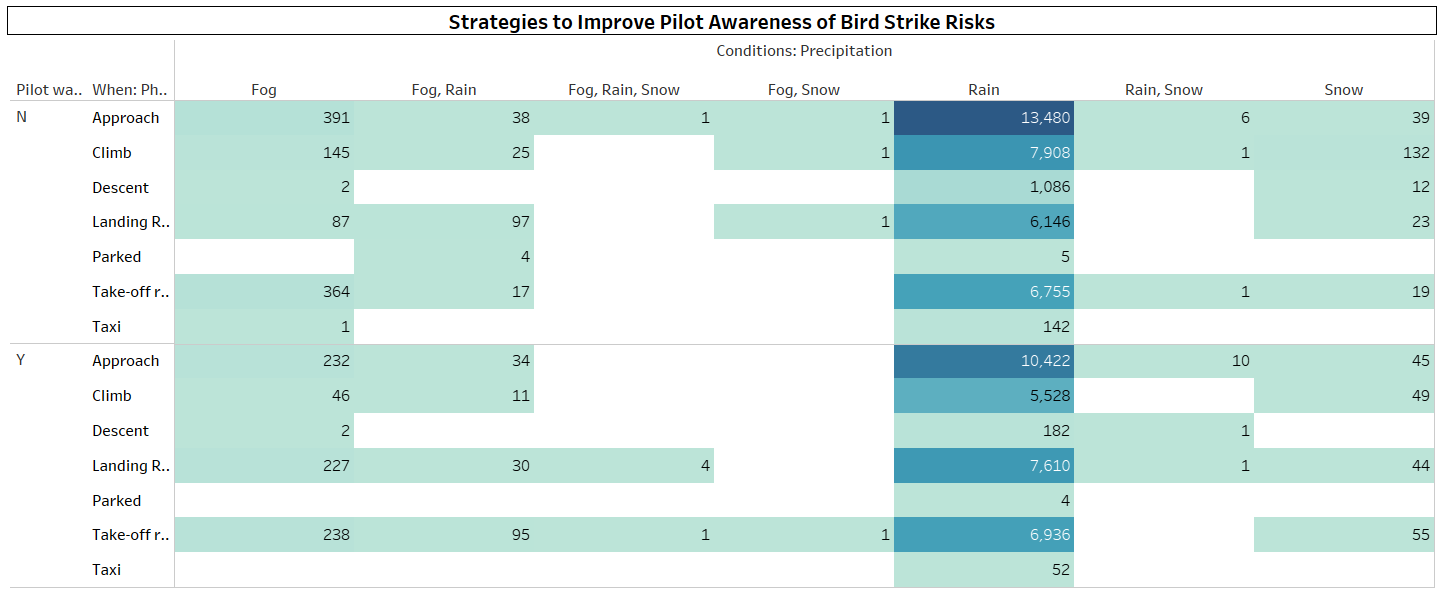 Strategies to Improve Pilot Awareness of Bird Strike Risks
Conditions: Precipitation
Pilot wa.. When: Ph.. Fog Fog, Rain Fog, Rain, Snow Fog, Snow Rain Rain, Snow Snow
N Approach 391 38 1 1 13,480 6 39
Climb 145 25 1 7,908 1 132
Descent 2 1,086 12
Landing R.. 87 97 1 6,146 23
Parked 4 5
Take-off r.. 364 17 6,755 1 19
Taxi 1 142
Y Approach 232 34 10,422 10 45
Climb 46 11 5,528 49
Descent 2 182 1
Landing R.. 227 30 4 7,610 1 44
Parked 4
Take-off r.. 238 95 1 1 6,936 55
Taxi 52